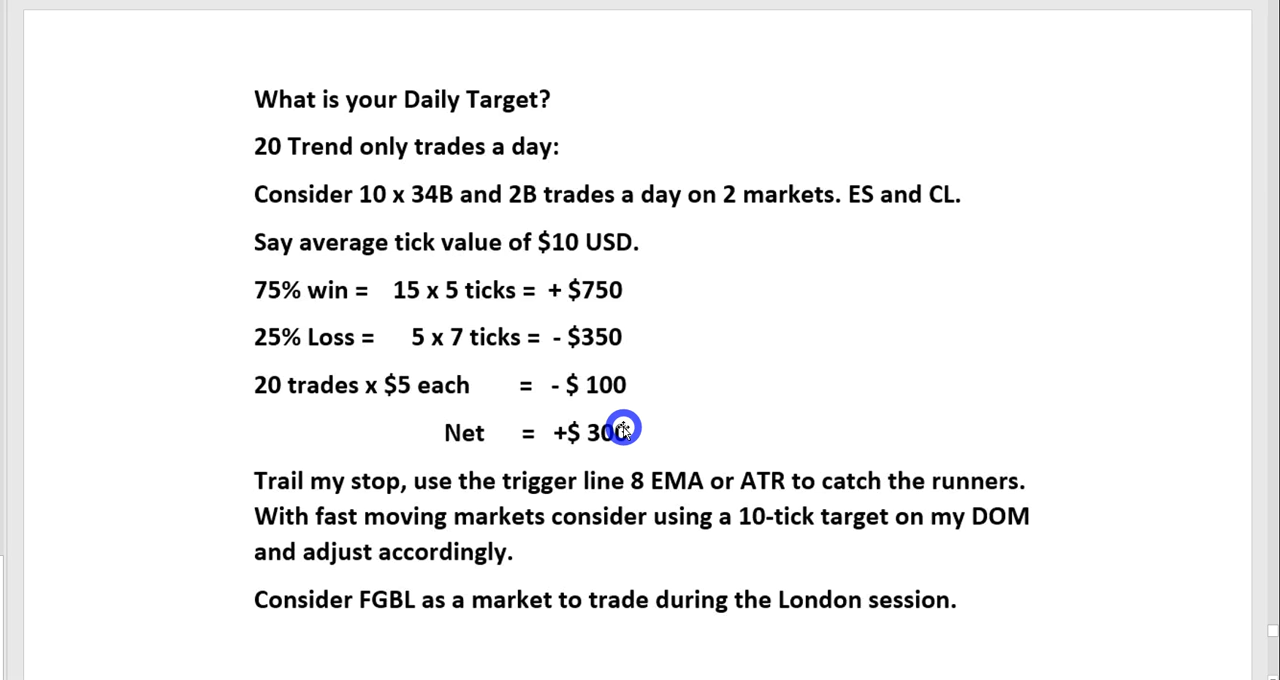 What is your Daily Target?
20 Trend only trades a day:
Consider 10 x 34B and 2B trades a day on 2 markets. ES and CL.
Say average tick value of $10 USD.
75% win = 15 x 5 ticks = + $750
25% Loss = 5 x 7 ticks = - $350
20 trades x $5 each = - $ 100
Net = +$ 300
Trail my stop, use the trigger line 8 EMA or ATR to catch the runners.
With fast moving markets consider using a 10-tick target on my DOM
and adjust accordingly.
Consider FGBL as a market to trade during the London session.